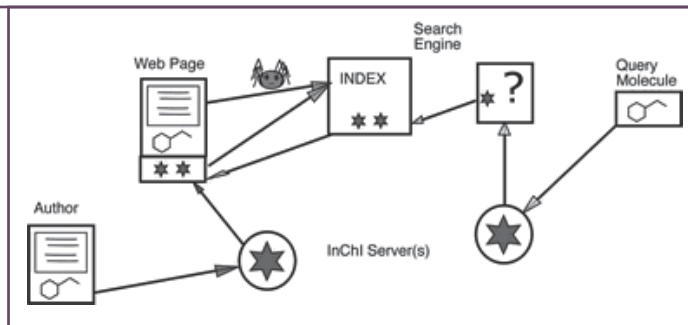 Search
Engine
Web Page
Query
Molecule
INDEX
?
Author
InChI Server(s)